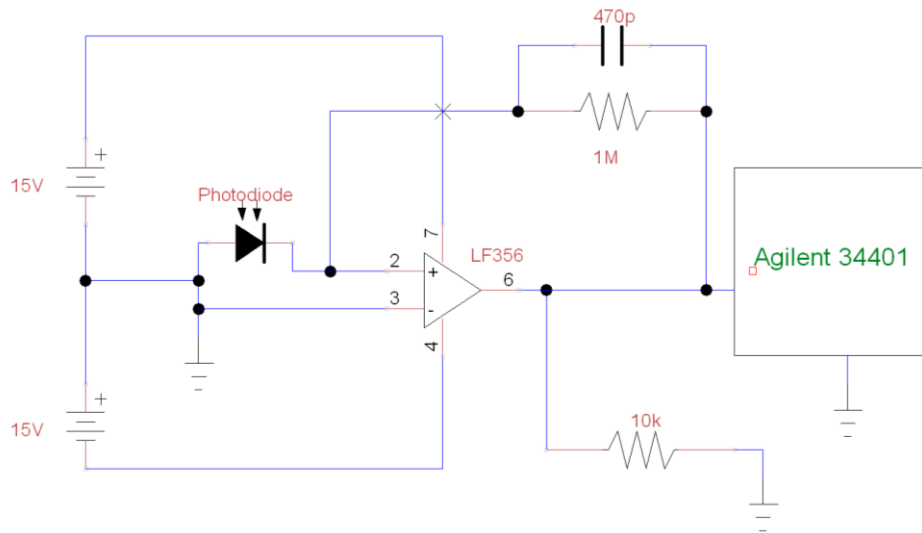 470p
1M
+
15V
Photodiode
7
LF356
2
+
6
Agilent 34401
3
-
4
+
15V
10k